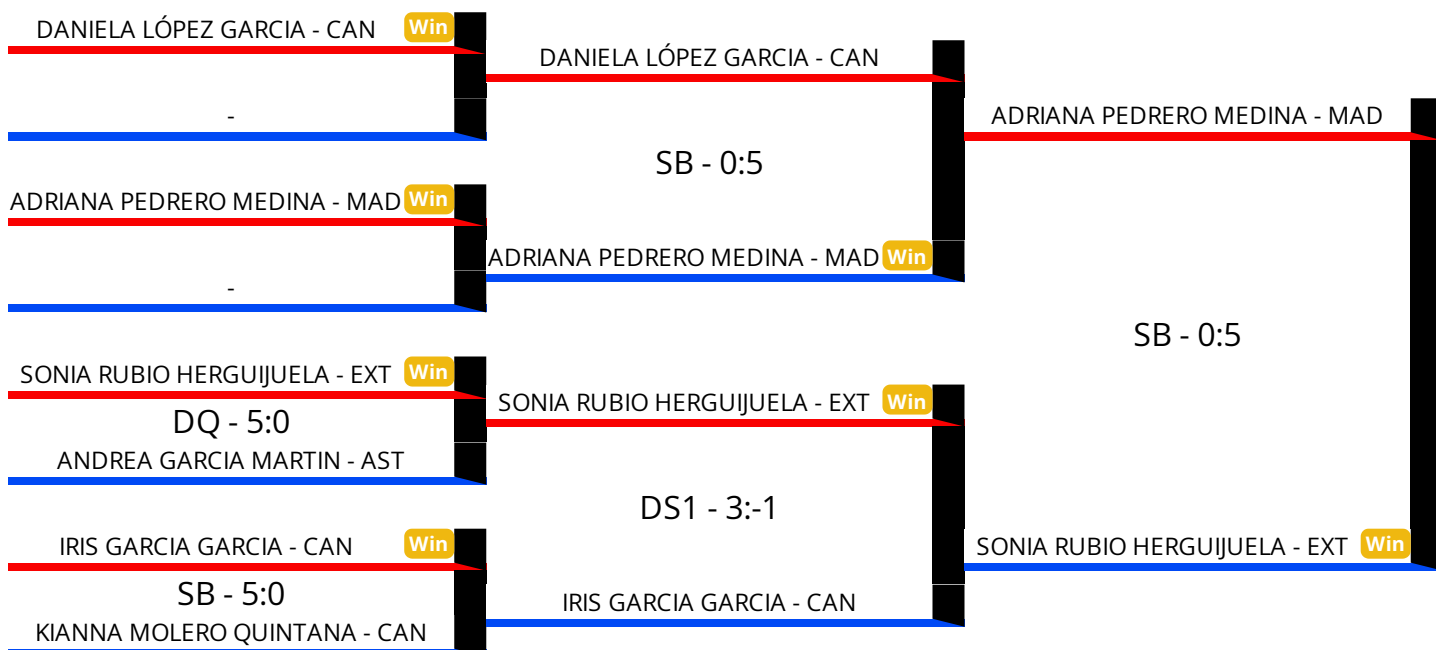 DANIELA LÓPEZ GARCIA - CAN Win
-
ADRIANA PEDRERO MEDINA - MAD Win
-
SONIA RUBIO HERGUIJUELA - EXT Win
DQ - 5:0
ANDREA GARCIA MARTIN - AST
IRIS GARCIA GARCIA - CAN Win
SB - 5:0
KIANNA MOLERO QUINTANA - CAN
DANIELA LÓPEZ GARCIA - CAN
SB - 0:5
ADRIANA PEDRERO MEDINA - MAD Win
SONIA RUBIO HERGUIJUELA - EXT Win
DS1 - 3:-1
IRIS GARCIA GARCIA - CAN
ADRIANA PEDRERO MEDINA - MAD
SB - 0:5
SONIA RUBIO HERGUIJUELA - EXT Win